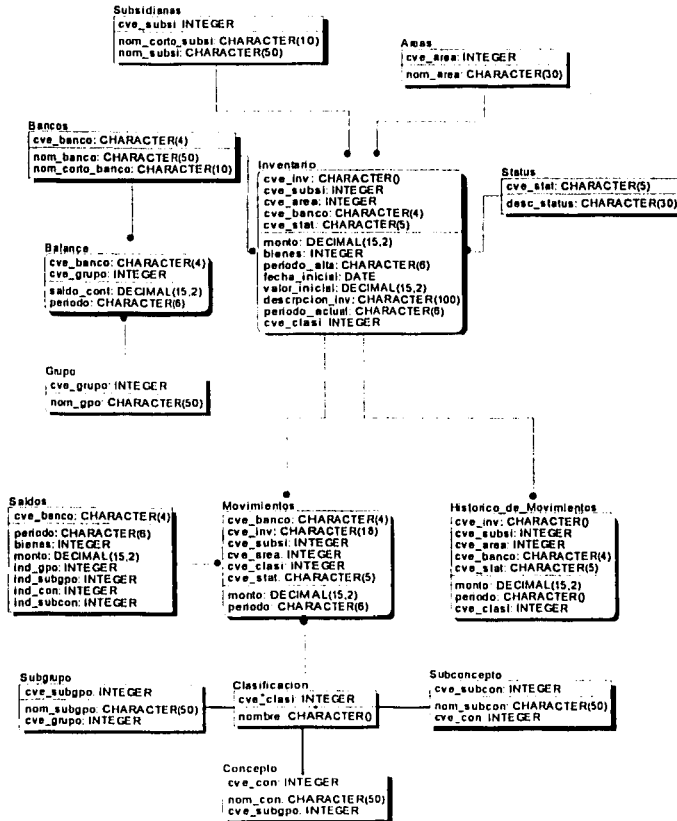 Subsidiarias
cve_subsi: INTEGER
nom_corto_subsi: CHARACTER(10)
nom_subsi: CHARACTER(50)
Areas
cve_area: INTEGER
nom_area: CHARACTER(30)
Bancos
cve_banco: CHARACTER(4)
nom_banco: CHARACTER(50)
nom_corto_banco: CHARACTER(10)
Inventario
cve_inv: CHARACTER()
cve_subsi: INTEGER
cve_area: INTEGER
cve_banco: CHARACTER(4)
cve_stat: CHARACTER(5)
monto: DECIMAL(15,2)
bienes: INTEGER
periodo_alta: CHARACTER(6)
fecha_inicial: DATE
valor_inicial: DECIMAL(15,2)
descrpcion_inv: CHARACTER(100)
periodo_actual: CHARACTER(6)
cve_clasi: INTEGER
Status
cve_stat: CHARACTER(5)
desc_status: CHARACTER(30)
Balance
cve_banco: CHARACTER(4)
cve_grupo: INTEGER
saldo_cont: DECIMAL(15,2)
periodo: CHARACTER(6)
Grupo
cve_grupo: INTEGER
nom_gpo: CHARACTER(50)
Saldos
cve_banco: CHARACTER(4)
periodo: CHARACTER(6)
bienes: INTEGER
monto: DECIMAL(15,2)
ind_gpo: INTEGER
ind_subgpo: INTEGER
ind_con: INTEGER
ind_subcon: INTEGER
Movimientos
cve_banco: CHARACTER(4)
cve_inv: CHARACTER(18)
cve_subsi: INTEGER
cve_area: INTEGER
cve_clasi: INTEGER
cve_stat: CHARACTER(5)
monto: DECIMAL(15,2)
periodo: CHARACTER(6)
Historico_de_Movimientos
cve_inv: CHARACTER()
cve_subsi: INTEGER
cve_area: INTEGER
cve_banco: CHARACTER(4)
cve_stat: CHARACTER(5)
monto: DECIMAL(15,2)
periodo: CHARACTER()
cve_clasi: INTEGER
Subgrupo
cve_subgpo: INTEGER
nom_subgpo: CHARACTER(50)
cve_grupo: INTEGER
Clasificacion
cve_clasi: INTEGER
nombre: CHARACTER()
Subconcepto
cve_subcon: INTEGER
nom_subcon: CHARACTER(50)
cve_con: INTEGER
Concepto
cve_con: INTEGER
nom_con: CHARACTER(50)
cve_subgpo: INTEGER